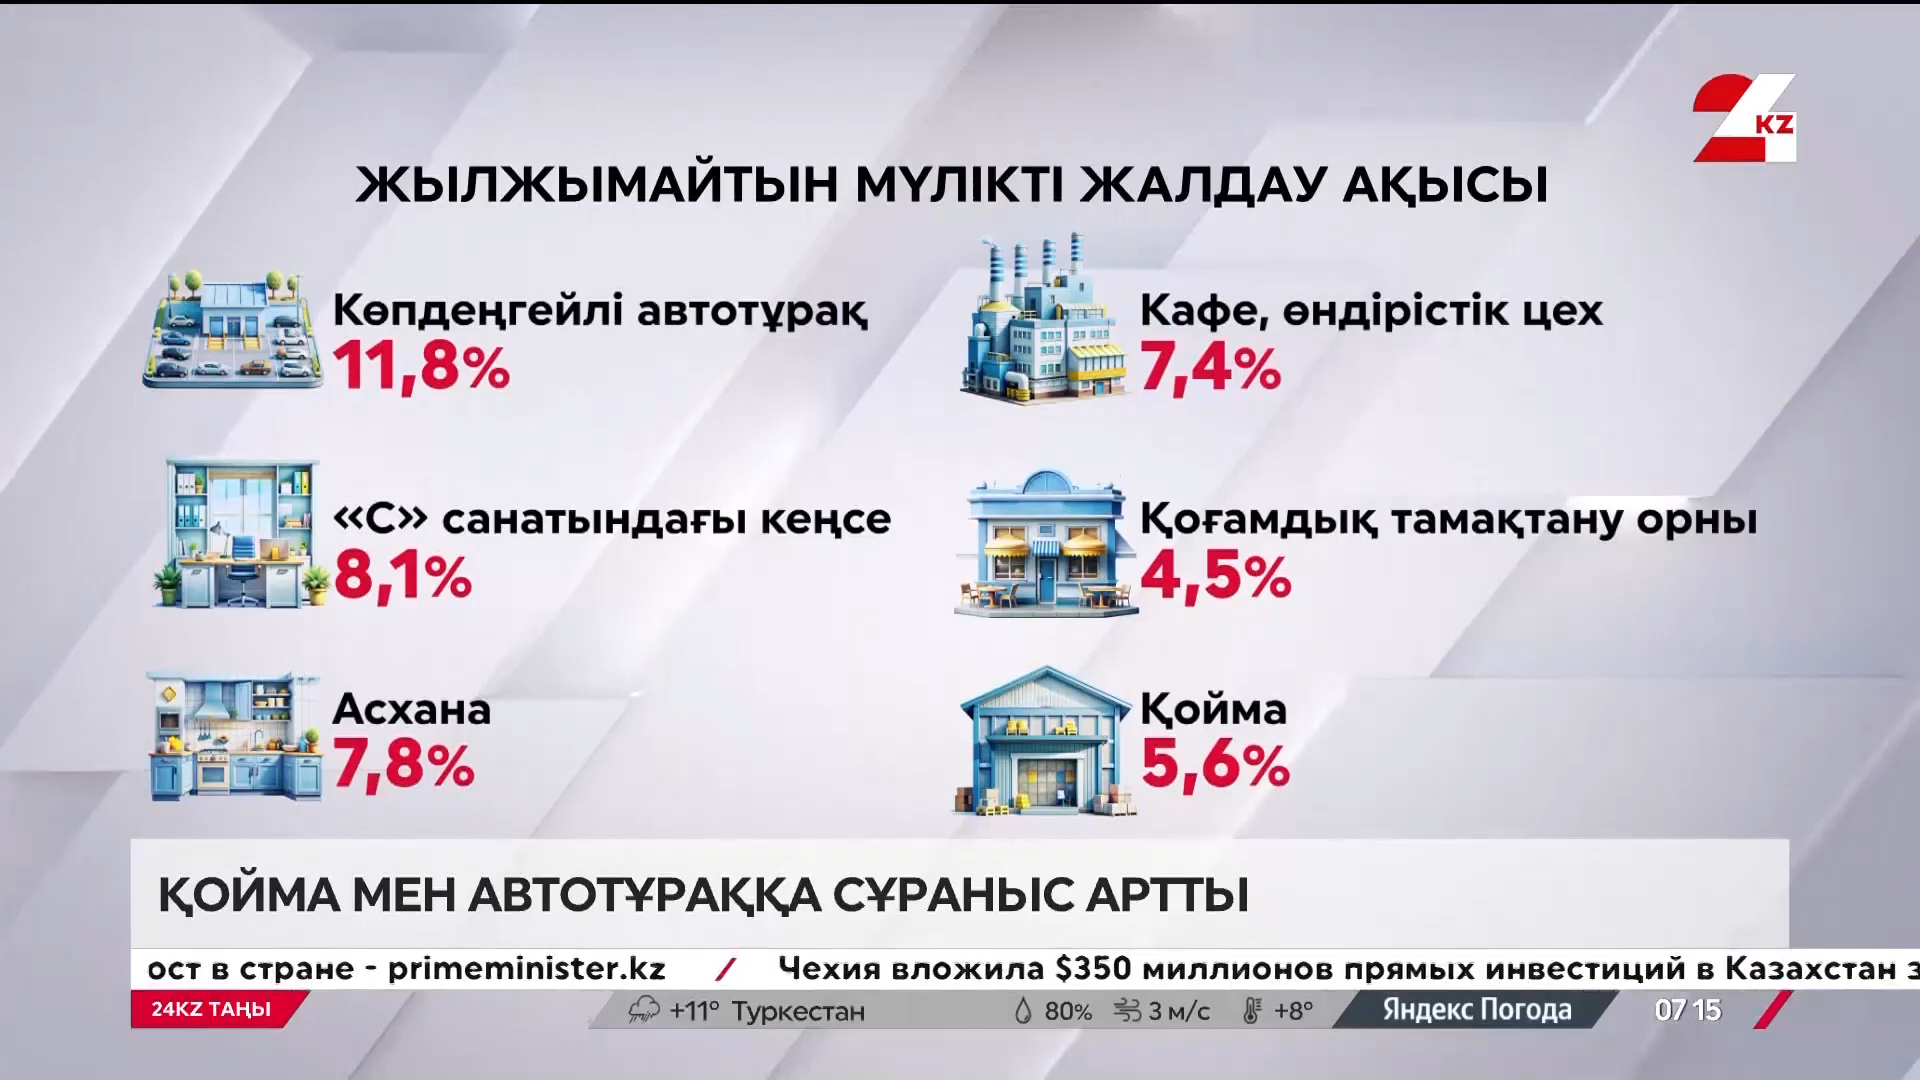 24 KZ
ЖЫЛЖЫМАЙТЫН МҮЛІКТІ ЖАЛДАУ АҚЫСЫ
Көпдеңгейлі автотұрақ
11,8%
Кафе, өндірістік цех
7,4%
«С» санатындағы кеңсе
8,1%
Қоғамдық тамақтану орны
4,5%
Асхана
7,8%
Қойма
5,6%
ҚОЙМА МЕН АВТОТҰРАҚҚА СҰРАНЫС АРТТЫ
ост в стране - primeminister.kz / Чехия вложила $350 миллионов прямых инвестиций в Казахстан з
24KZ ТАҢЫ +11° Туркестан 80% 3 м/с +8° Яндекс Погода 07 15